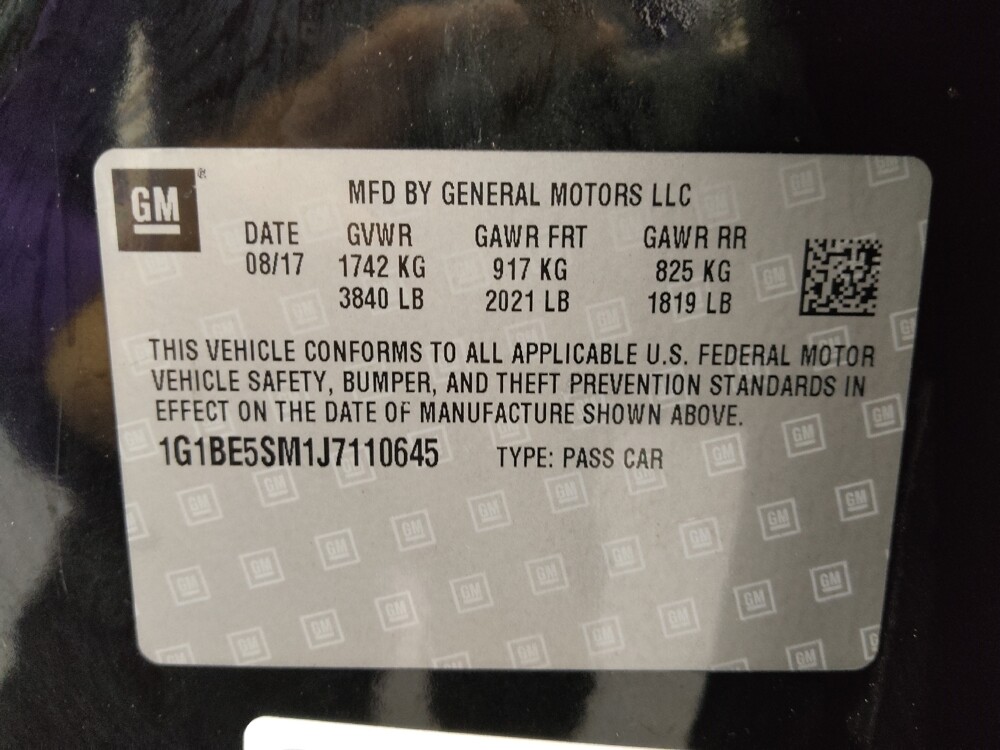 GM
MFD BY GENERAL MOTORS LLC
DATE GVWR GAWR FRT GAWR RR
08/17 1742 KG 917 KG 825 KG
3840 LB 2021 LB 1819 LB
THIS VEHICLE CONFORMS TO ALL APPLICABLE U.S. FEDERAL MOTOR
VEHICLE SAFETY, BUMPER, AND THEFT PREVENTION STANDARDS IN
EFFECT ON THE DATE OF MANUFACTURE SHOWN ABOVE.
1G1BE5SM1J7110645 TYPE: PASS CAR